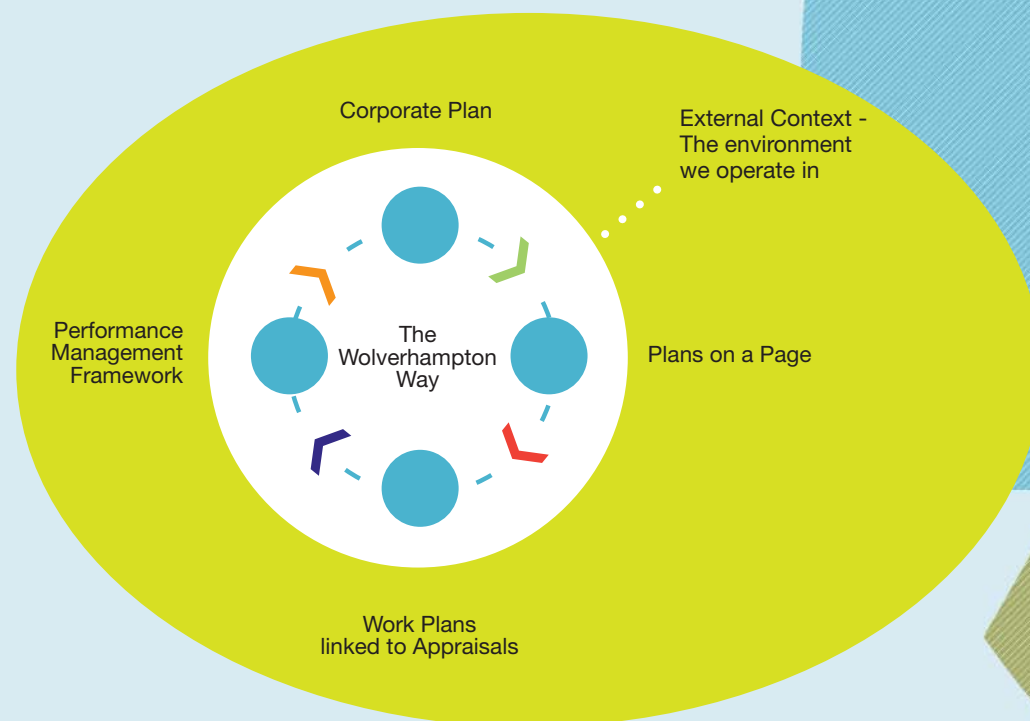 Corporate Plan
External Context -
The environment
we operate in
Performance
Management
Framework
The
Wolverhampton
Way
Plans on a Page
Work Plans
linked to Appraisals